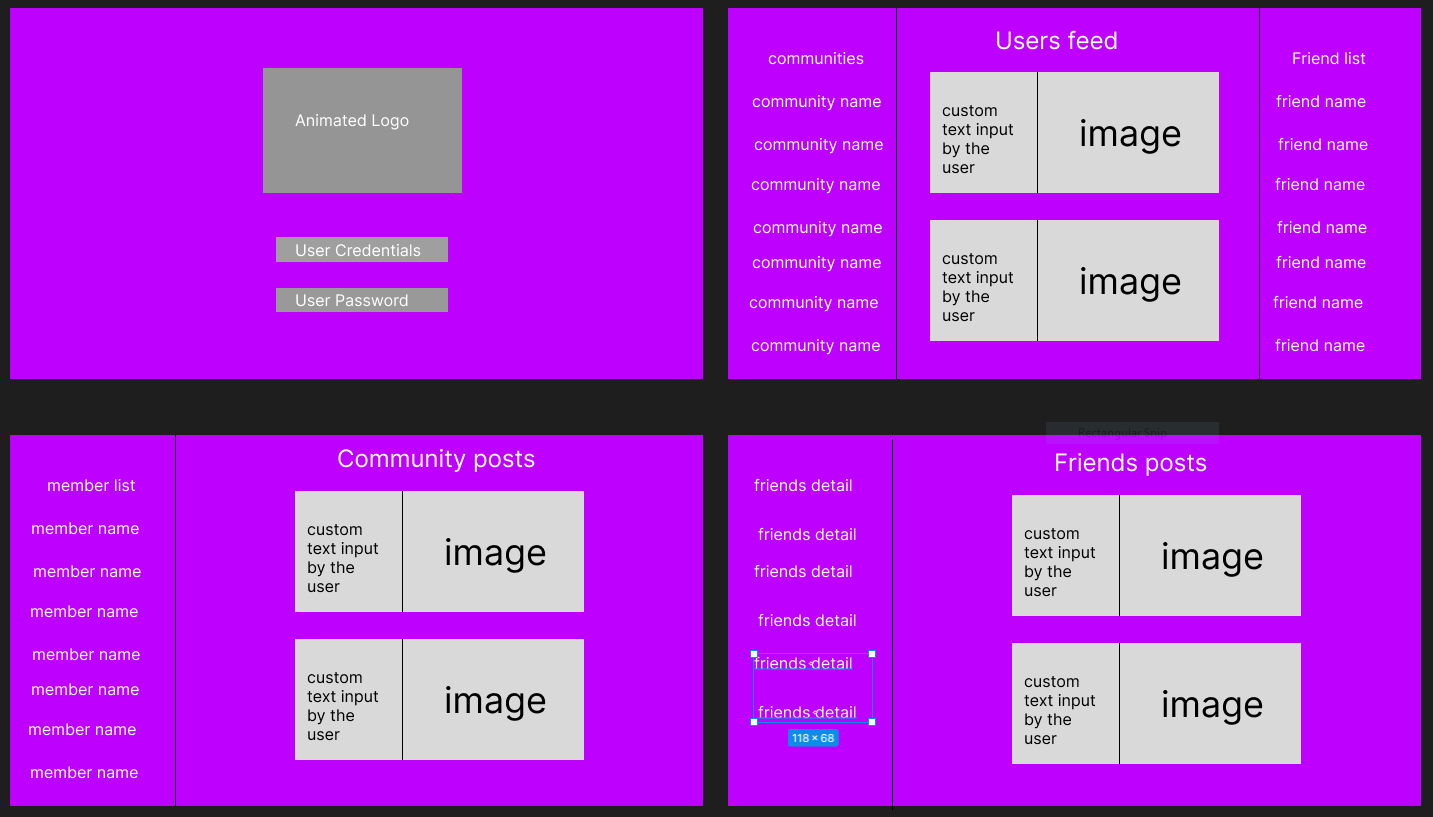 Animated Logo
User Credentials
User Password
Users feed
communities
community name
community name
community name
community name
community name
community name
community name
custom
text input
by the
user
image
custom
text input
by the
user
image
Friend list
friend name
friend name
friend name
friend name
friend name
friend name
friend name
Community posts
member list
member name
member name
member name
member name
member name
member name
member name
custom
text input
by the
user
image
custom
text input
by the
user
image
Rectangular Snip
Friends posts
friends detail
friends detail
friends detail
friends detail
friends detail
friends detail
118 × 68
custom
text input
by the
user
image
custom
text input
by the
user
image